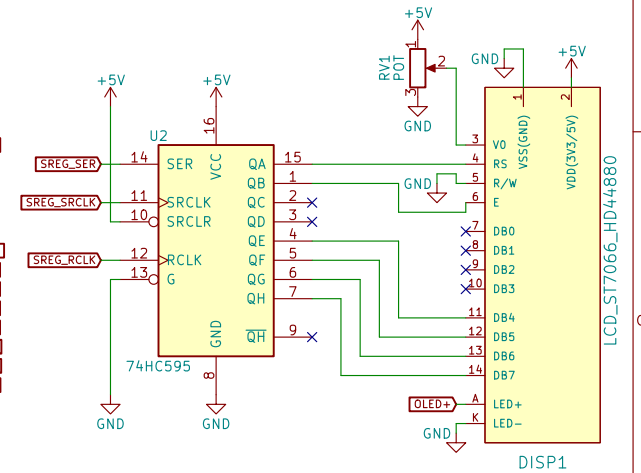 +5V
1
RV1
POT
2
3
GND
GND
+5V
+5V
+5V
U2
16
VCC
SREG_SER
14
SER
SREG_SRCLK
11
SRCLK
10
SRCLR
SREG_RCLK
12
RCLK
13
G
QA
15
QB
1
QC
2
QD
3
QE
4
QF
5
QG
6
QH
7
QH
9
GND
8
74HC595
GND
GND
1
VSS(GND)
2
VDD(3V3/5V)
3
V0
4
RS
GND
5
R/W
6
E
7
DB0
8
DB1
9
DB2
10
DB3
11
DB4
12
DB5
13
DB6
14
DB7
OLED+
A
LED+
GND
K
LED-
LCD_ST7066_HD44880
DISP1